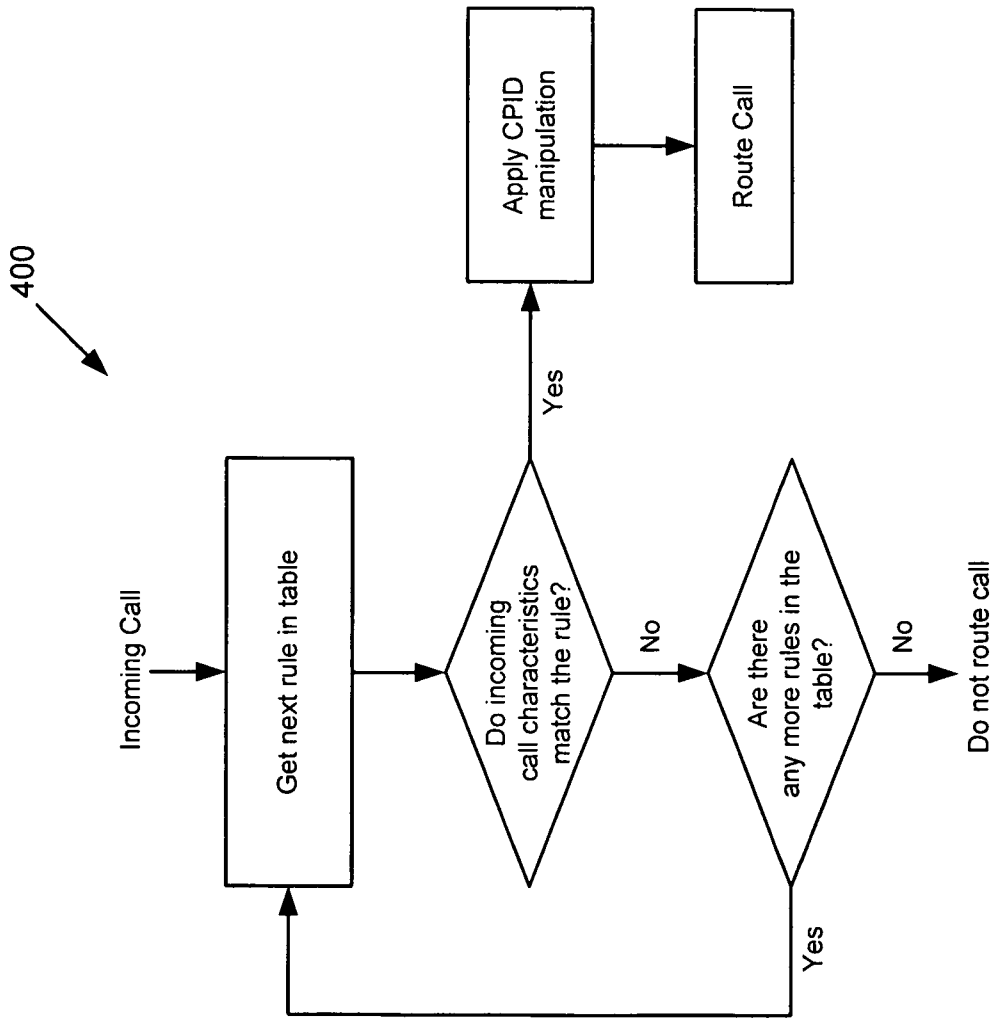 400
Incoming Call
Get next rule in table
Do incoming
call characteristics
match the rule?
Yes
Apply CPID
manipulation
Route Call
No
Are there
any more rules in the
table?
Yes
No
Do not route call